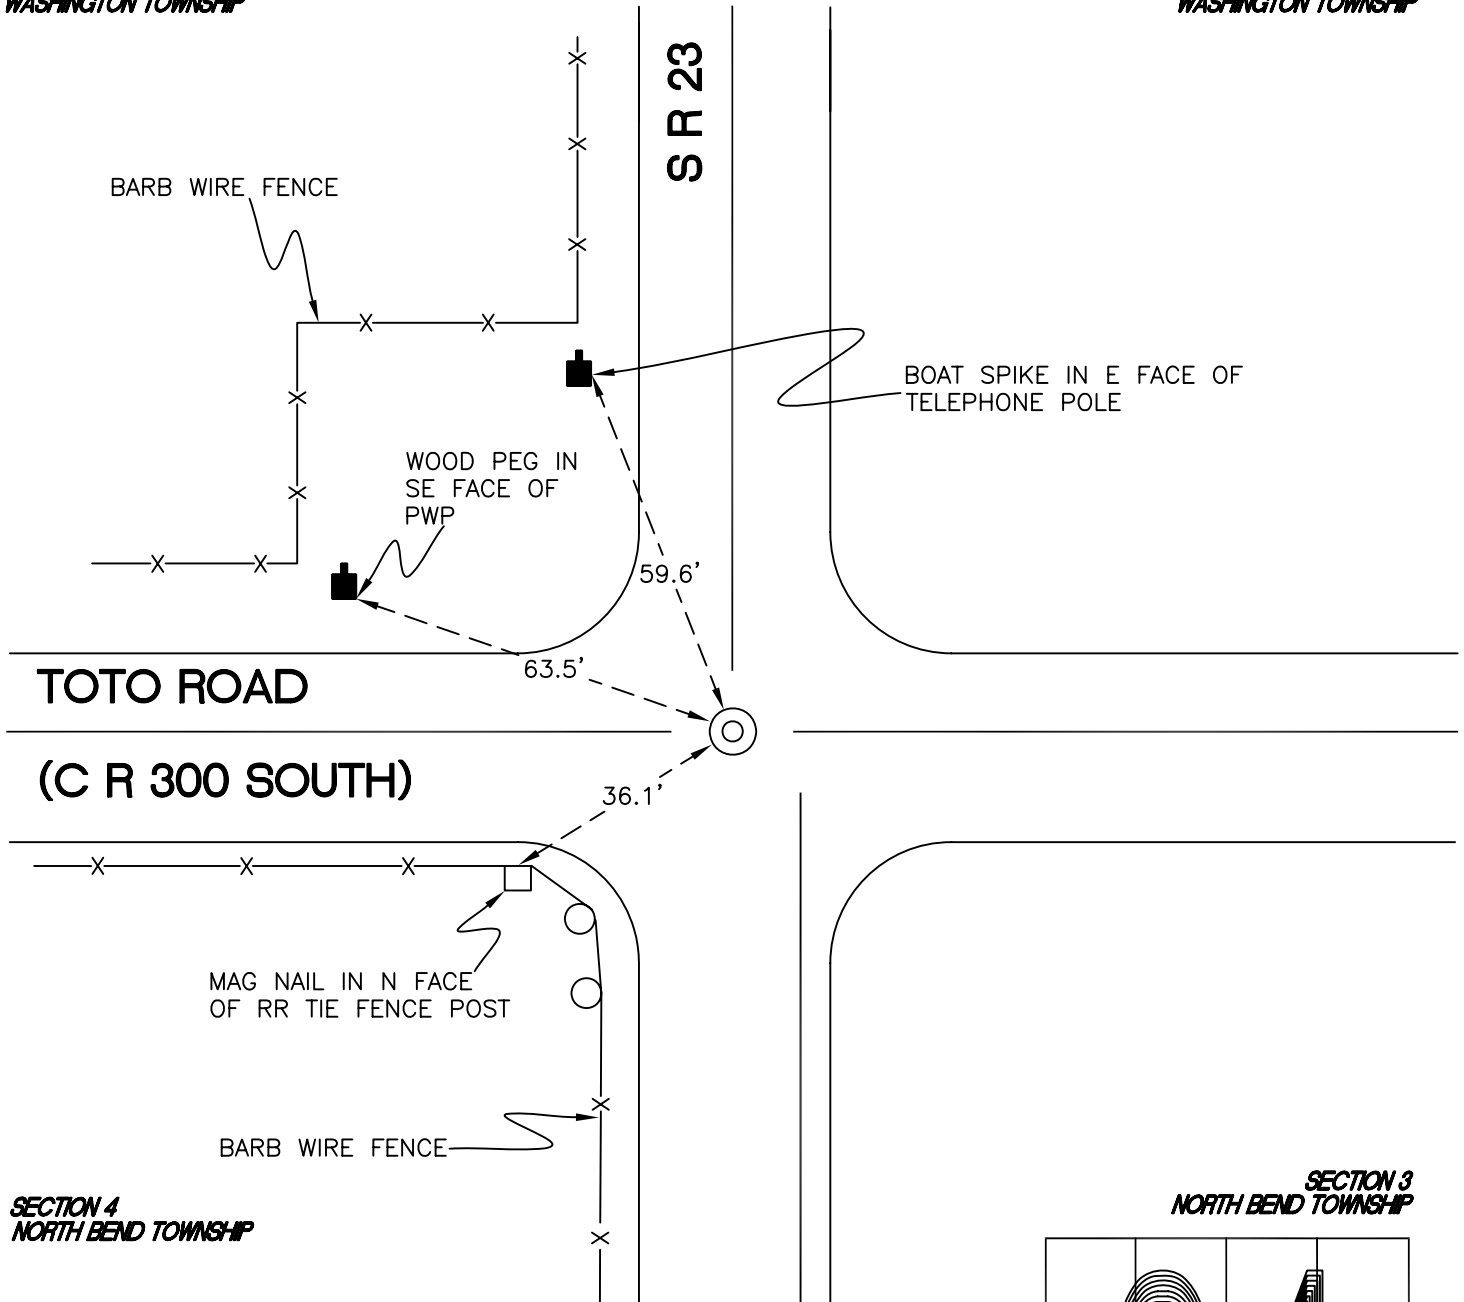 WASHINGTON TOWNSHIP
WASHINGTON TOWNSHIP
S R 23
BARB WIRE FENCE
BOAT SPIKE IN E FACE OF
TELEPHONE POLE
WOOD PEG IN
SE FACE OF
PWP
59.6'
63.5'
TOTO ROAD
(C R 300 SOUTH)
36.1'
MAG NAIL IN N FACE
OF RR TIE FENCE POST
BARB WIRE FENCE
SECTION 4
NORTH BEND TOWNSHIP
SECTION 3
NORTH BEND TOWNSHIP